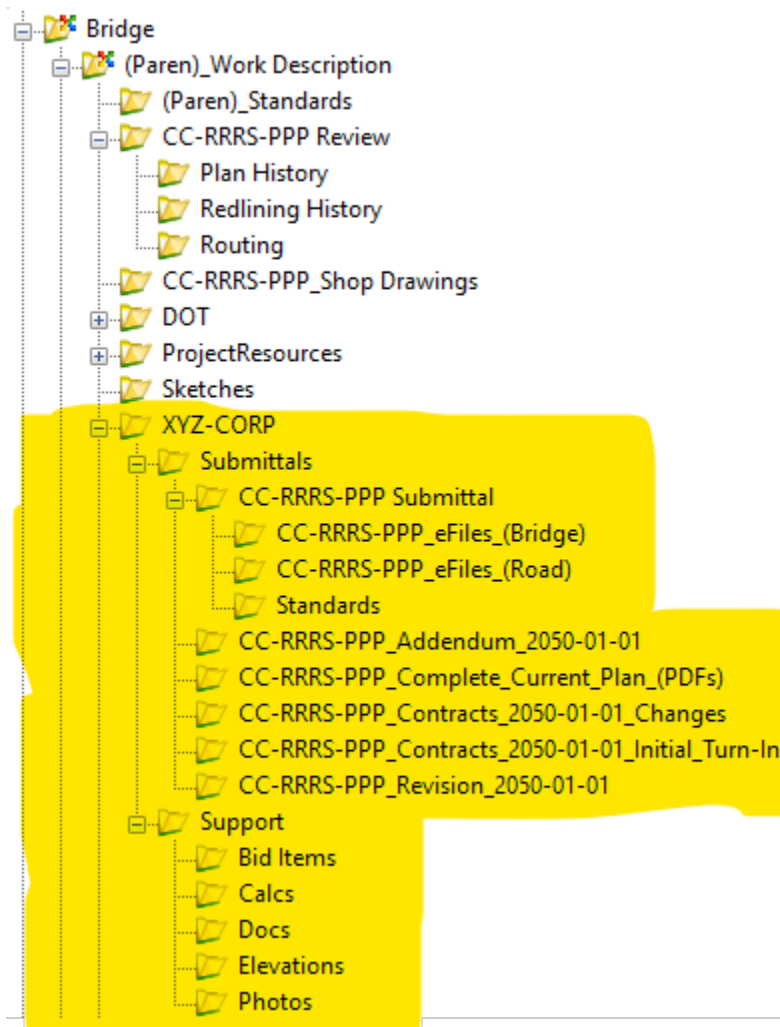 Bridge
(Paren)_Work Description
(Paren)_Standards
CC-RRRS-PPP Review
Plan History
Redlining History
Routing
CC-RRRS-PPP_Shop Drawings
DOT
ProjectResources
Sketches
XYZ-CORP
Submittals
CC-RRRS-PPP Submittal
CC-RRRS-PPP_eFiles_(Bridge)
CC-RRRS-PPP_eFiles_(Road)
Standards
CC-RRRS-PPP_Addendum_2050-01-01
CC-RRRS-PPP_Complete_Current_Plan_(PDFs)
CC-RRRS-PPP_Contracts_2050-01-01_Changes
CC-RRRS-PPP_Contracts_2050-01-01_Initial_Turn-In
CC-RRRS-PPP_Revision_2050-01-01
Support
Bid Items
Calcs
Docs
Elevations
Photos